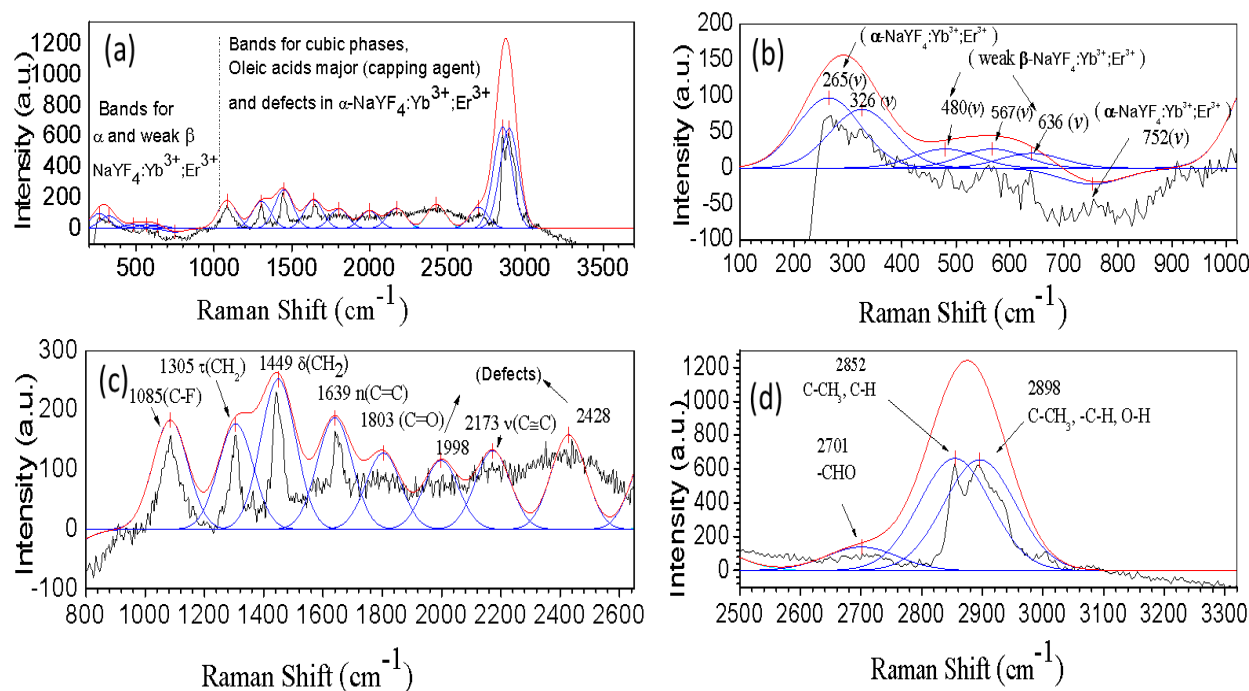 (a)
Bands for cubic phases,
Oleic acids major (capping agent)
and defects in α-NaYF4:Yb3+;Er3+
Bands for
α and weak β
NaYF4:Yb3+;Er3+
Intensity (a.u.)
1200
1000
800
600
400
200
0
500 1000 1500 2000 2500 3000 3500
Raman Shift (cm-1)
(b)
(α-NaYF4:Yb3+;Er3+)
(weak β-NaYF4:Yb3+;Er3+)
(α-NaYF4:Yb3+;Er3+)
265(ν)
326 (ν)
480(ν)
567(ν)
636 (ν)
752(ν)
Intensity (a.u.)
200
150
100
50
0
-50
-100
100 200 300 400 500 600 700 800 900 1000
Raman Shift (cm-1)
(c)
1085(C-F)
1305 τ(CH2)
1449 δ(CH2)
1639 n(C=C)
1803 (C=O)
1998
(Defects)
2173 ν(C≅C)
2428
Intensity (a.u.)
300
200
100
0
-100
800 1000 1200 1400 1600 1800 2000 2200 2400 2600
Raman Shift (cm-1)
(d)
2852
C-CH3, C-H
2898
C-CH3, -C-H, O-H
2701
-CHO
Intensity (a.u.)
1200
1000
800
600
400
200
0
2500 2600 2700 2800 2900 3000 3100 3200 3300
Raman Shift (cm-1)